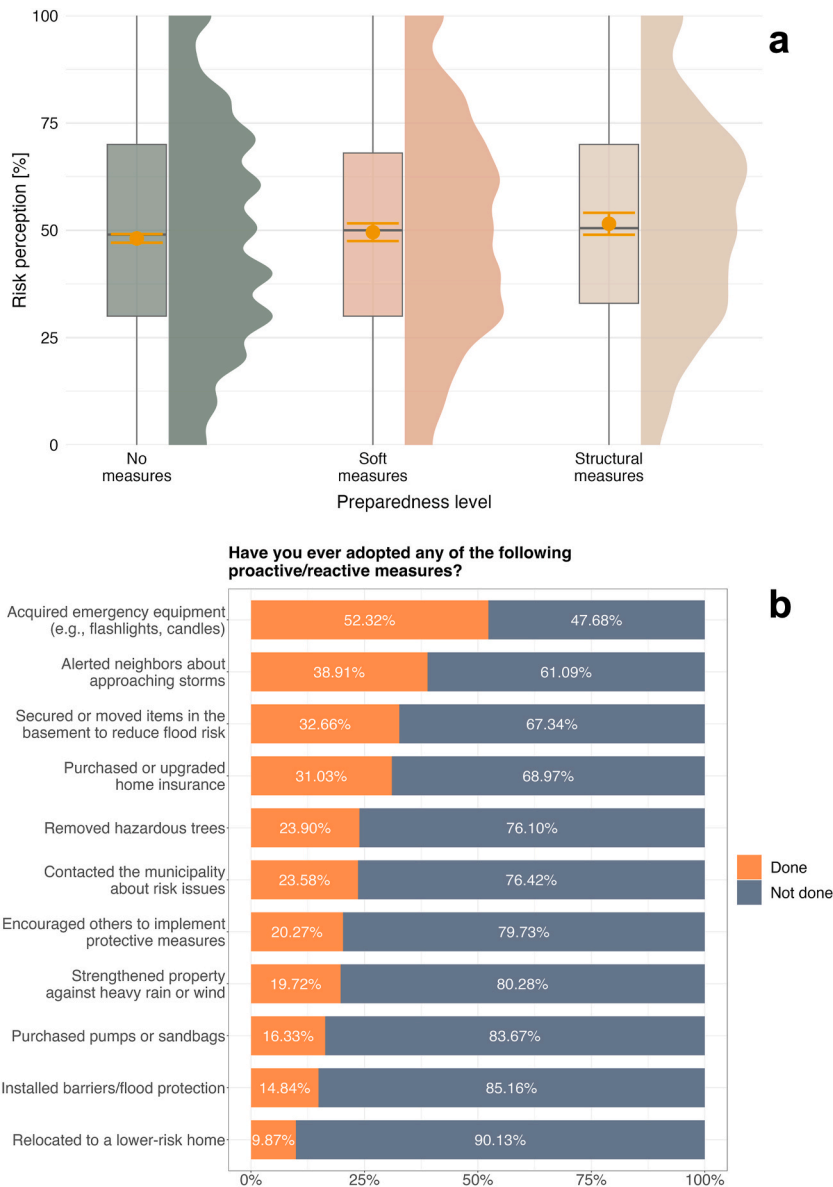 100
a
75
50
25
0
Risk perception [%]
No
measures
Soft
measures
Structural
measures
Preparedness level
Have you ever adopted any of the following
proactive/reactive measures?
b
Acquired emergency equipment
(e.g., flashlights, candles)
52.32%
47.68%
Alerted neighbors about
approaching storms
38.91%
61.09%
Secured or moved items in the
basement to reduce flood risk
32.66%
67.34%
Purchased or upgraded
home insurance
31.03%
68.97%
Removed hazardous trees
23.90%
76.10%
Contacted the municipality
about risk issues
23.58%
76.42%
Encouraged others to implement
protective measures
20.27%
79.73%
Strengthened property
against heavy rain or wind
19.72%
80.28%
Purchased pumps or sandbags
16.33%
83.67%
Installed barriers/flood protection
14.84%
85.16%
Relocated to a lower-risk home
9.87%
90.13%
0%
25%
50%
75%
100%
Done
Not done